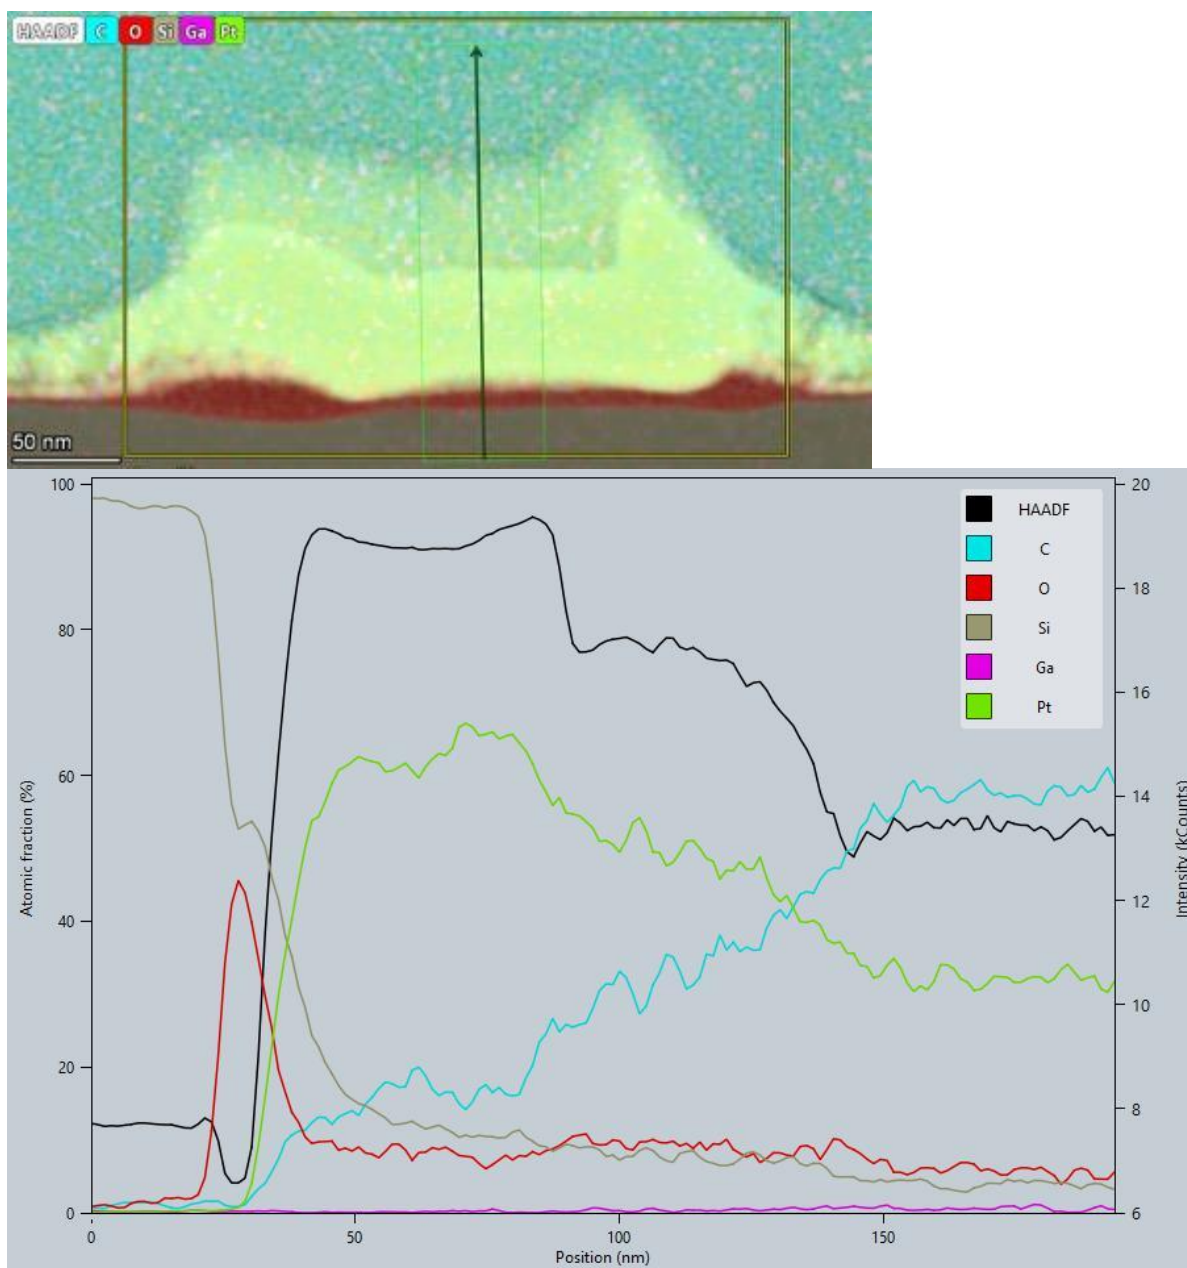 HAADF C O Si Ga Pt
50 nm
100
80
60
40
20
0
Atomic fraction (%)
20
18
16
14
12
10
8
6
Intensity (kCounts)
HAADF
C
O
Si
Ga
Pt
0 50 100 150
Position (nm)